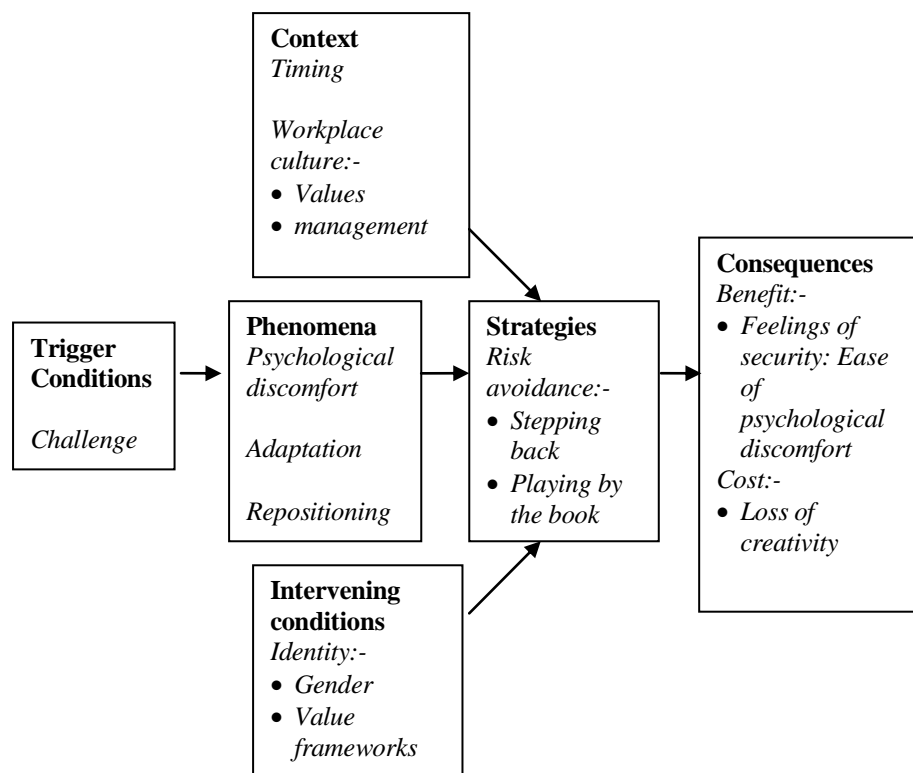 Context
Timing
Workplace
culture:-
• Values
• management
Trigger
Conditions
Challenge
Phenomena
Psychological
discomfort
Adaptation
Repositioning
Strategies
Risk
avoidance:-
• Stepping
back
• Playing by
the book
Consequences
Benefit:-
• Feelings of
security: Ease
of
psychological
discomfort
Cost:-
• Loss of
creativity
Intervening
conditions
Identity:-
• Gender
• Value
frameworks